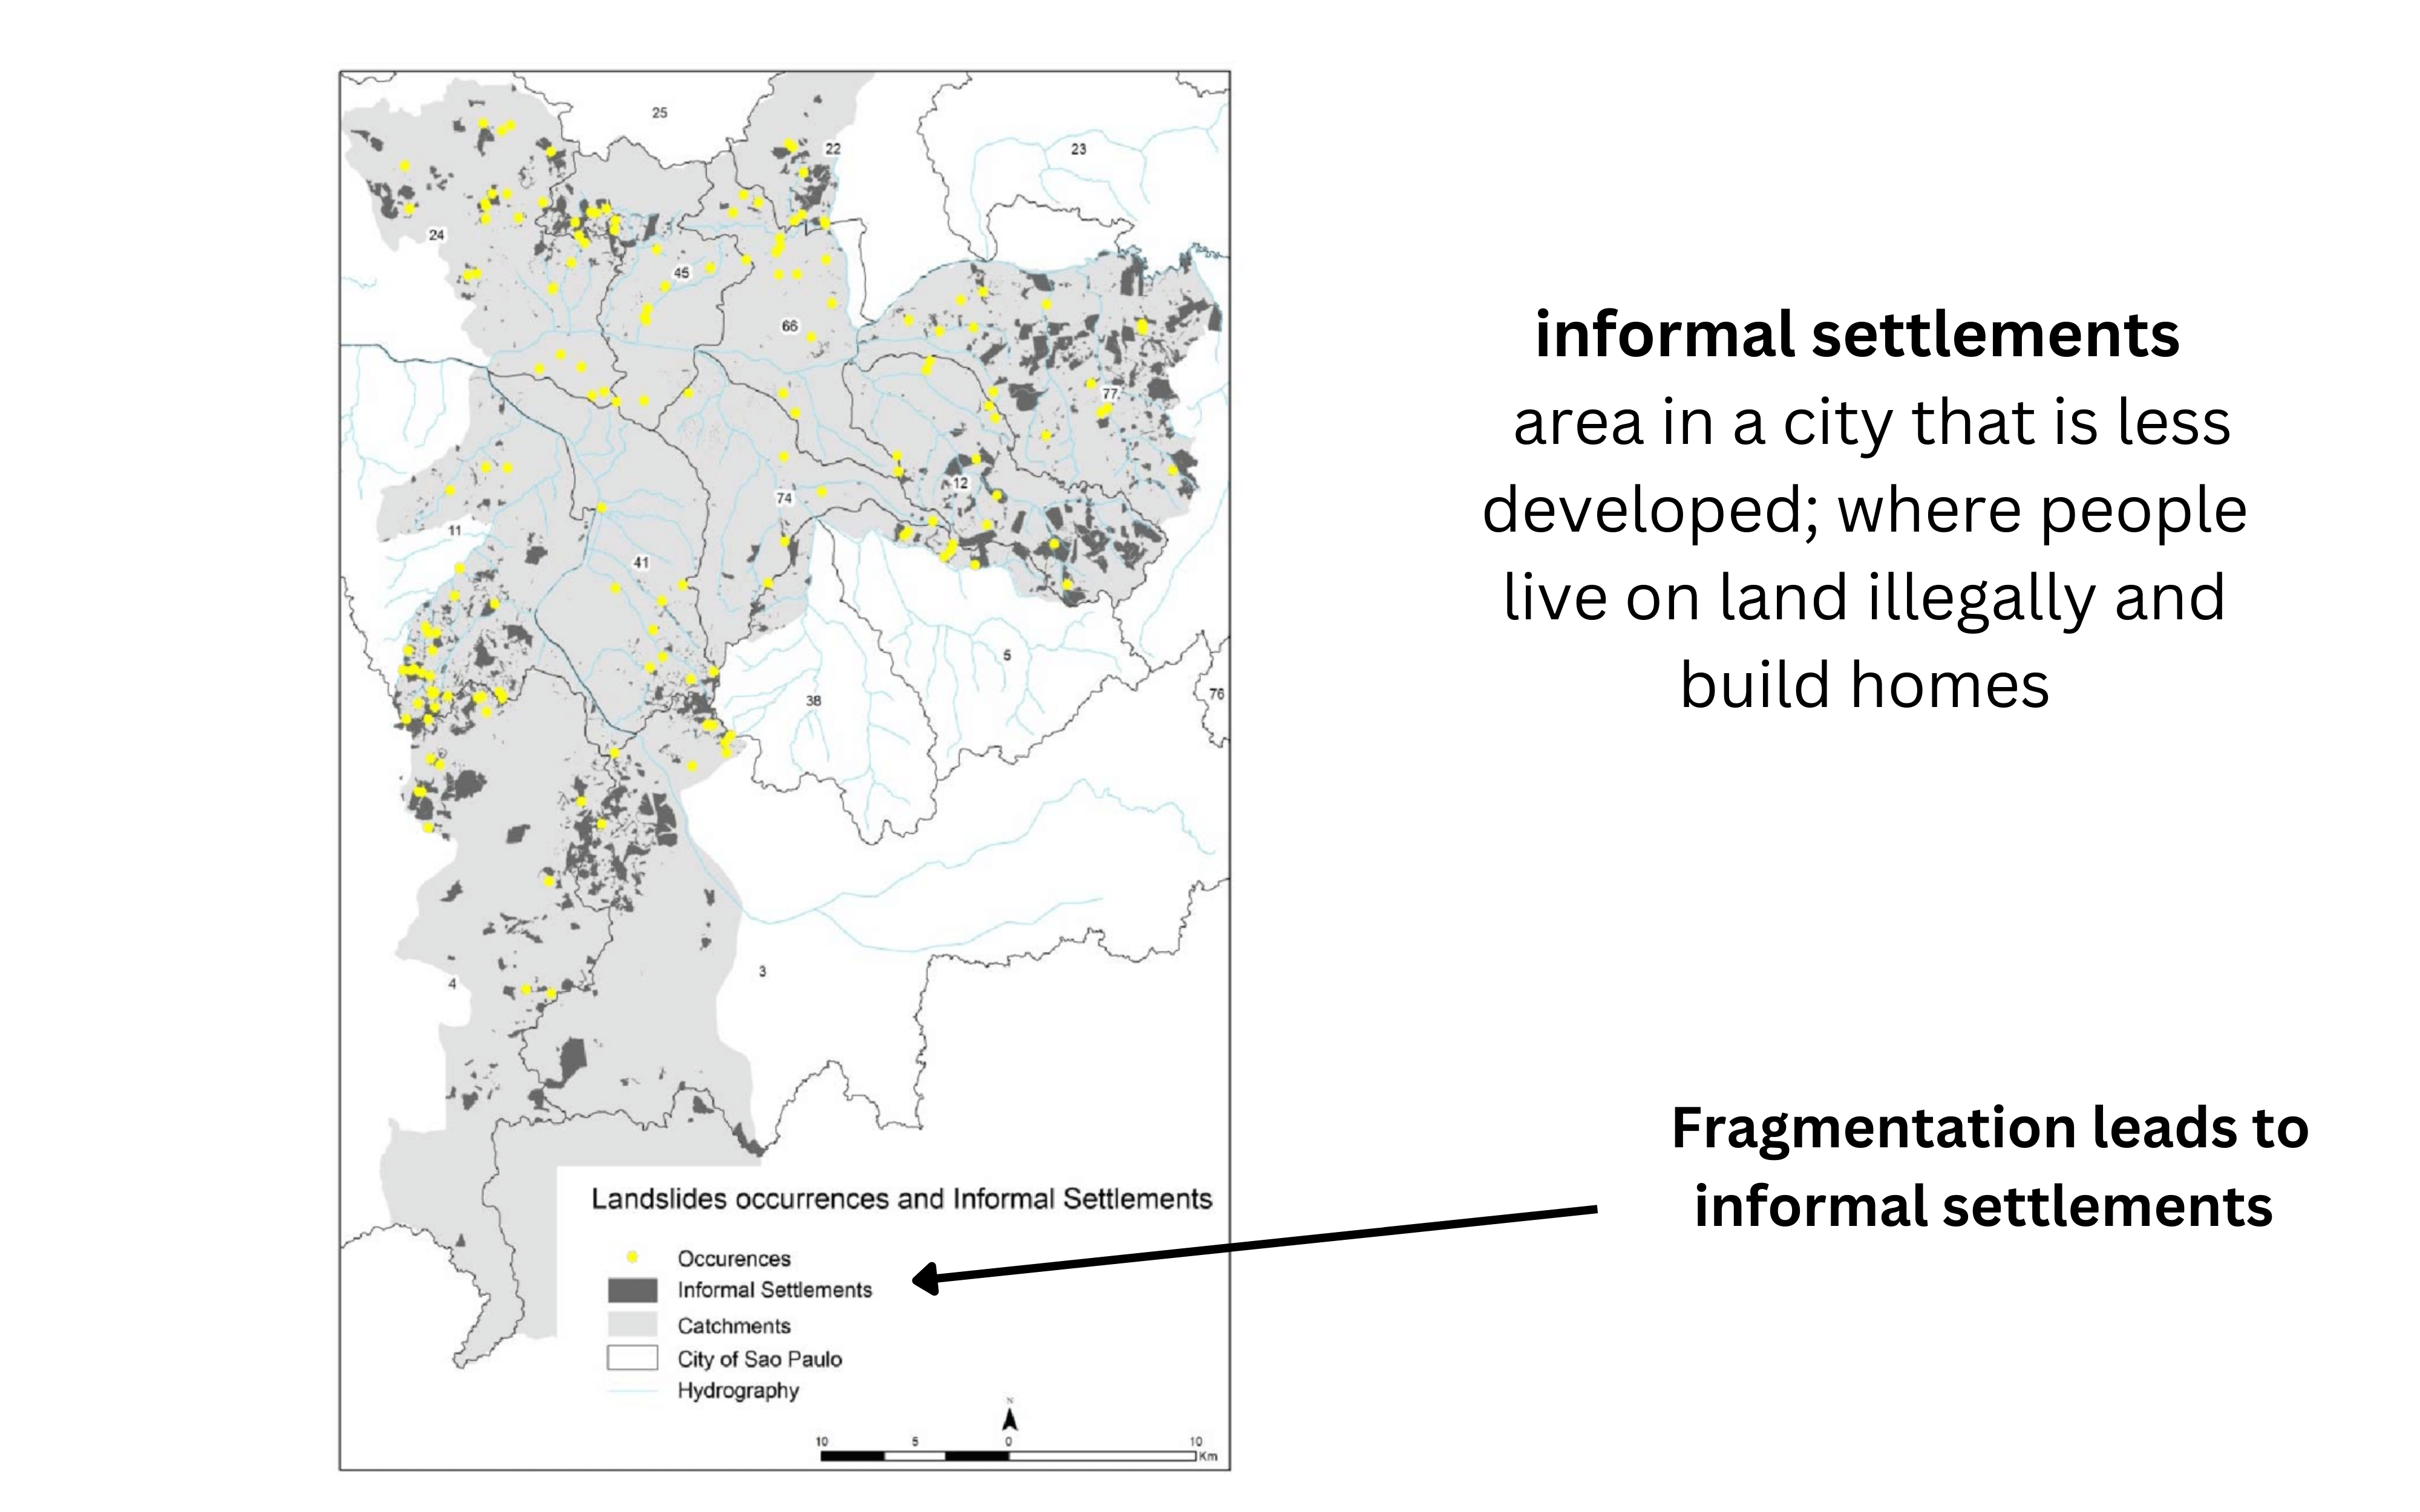 25
22
23
24
45
66
77
12
74
11
41
5
38
76
4
3
Landslides occurrences and Informal Settlements
Occurences
Informal Settlements
Catchments
City of Sao Paulo
Hydrography
N
10 5 0 10
Km
informal settlements
area in a city that is less
developed; where people
live on land illegally and
build homes
Fragmentation leads to
informal settlements